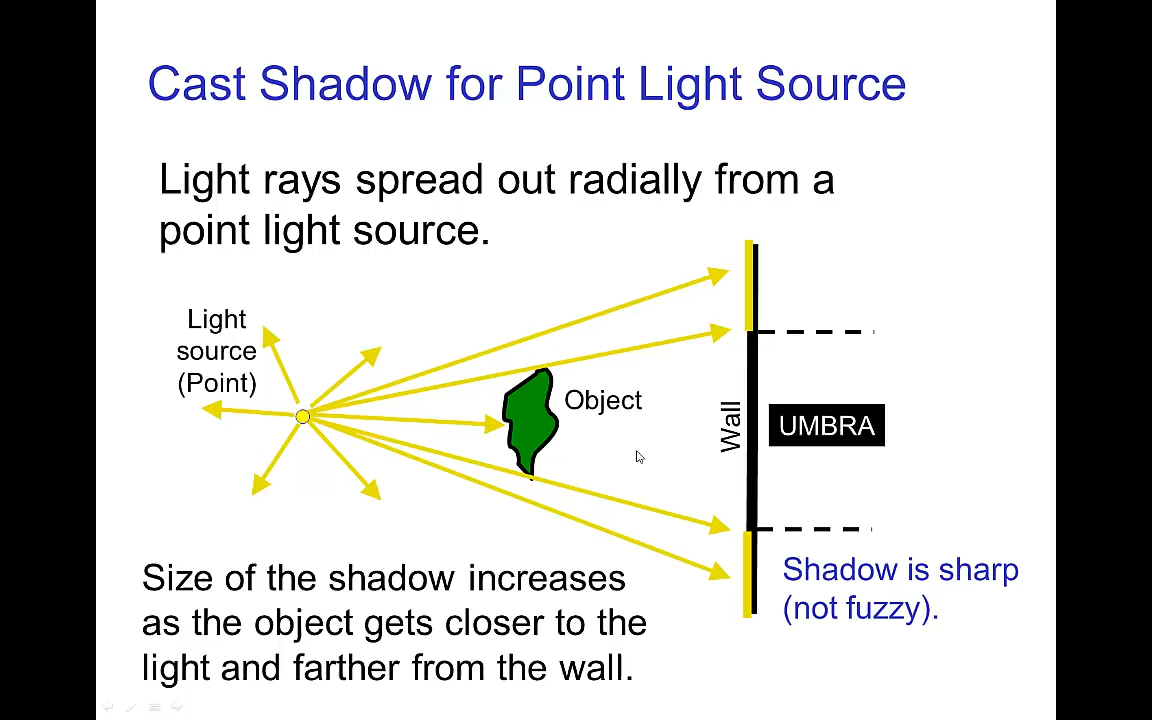 Cast Shadow for Point Light Source
Light rays spread out radially from a
point light source.
Light
source
(Point)
Object
Wall
UMBRA
Size of the shadow increases
as the object gets closer to the
light and farther from the wall.
Shadow is sharp
(not fuzzy).